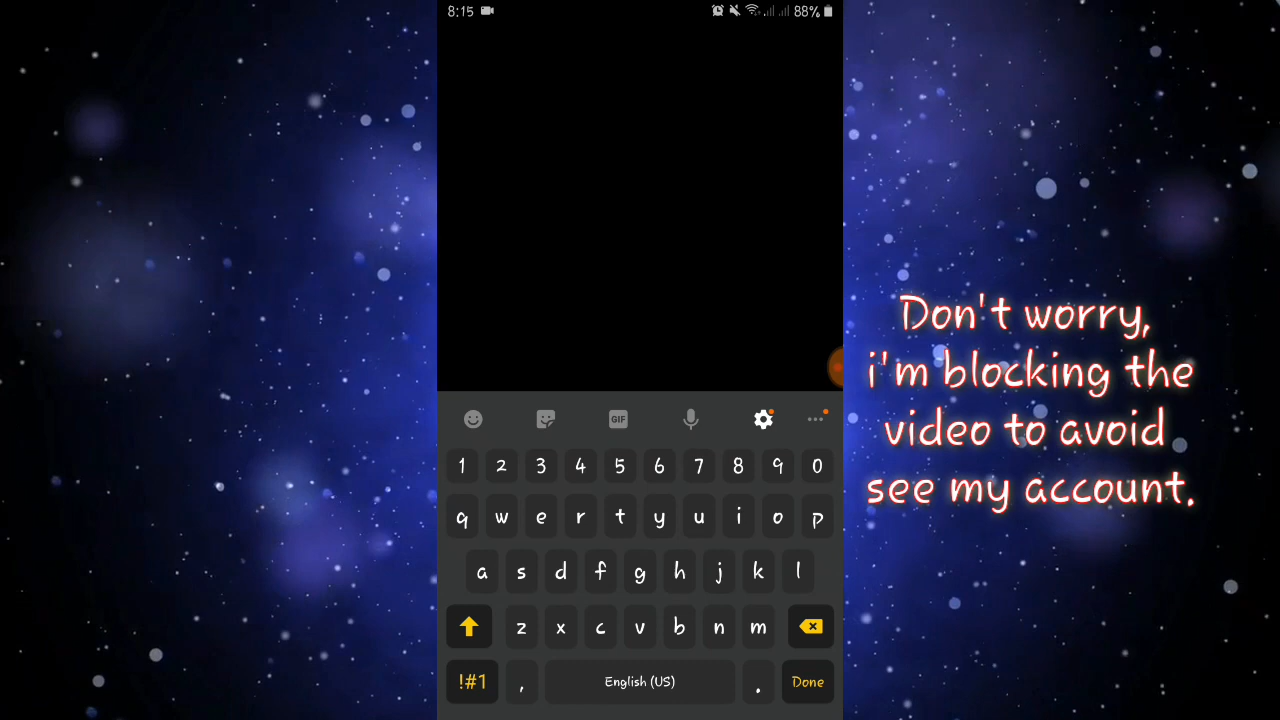 8:15 88%
Don't worry,
i'm blocking the
video to avoid
see my account.
GIF
1 2 3 4 5 6 7 8 9 0
q w e r t y u i o p
a s d f g h j k l
z x c v b n m
!#1 , English (US) . Done